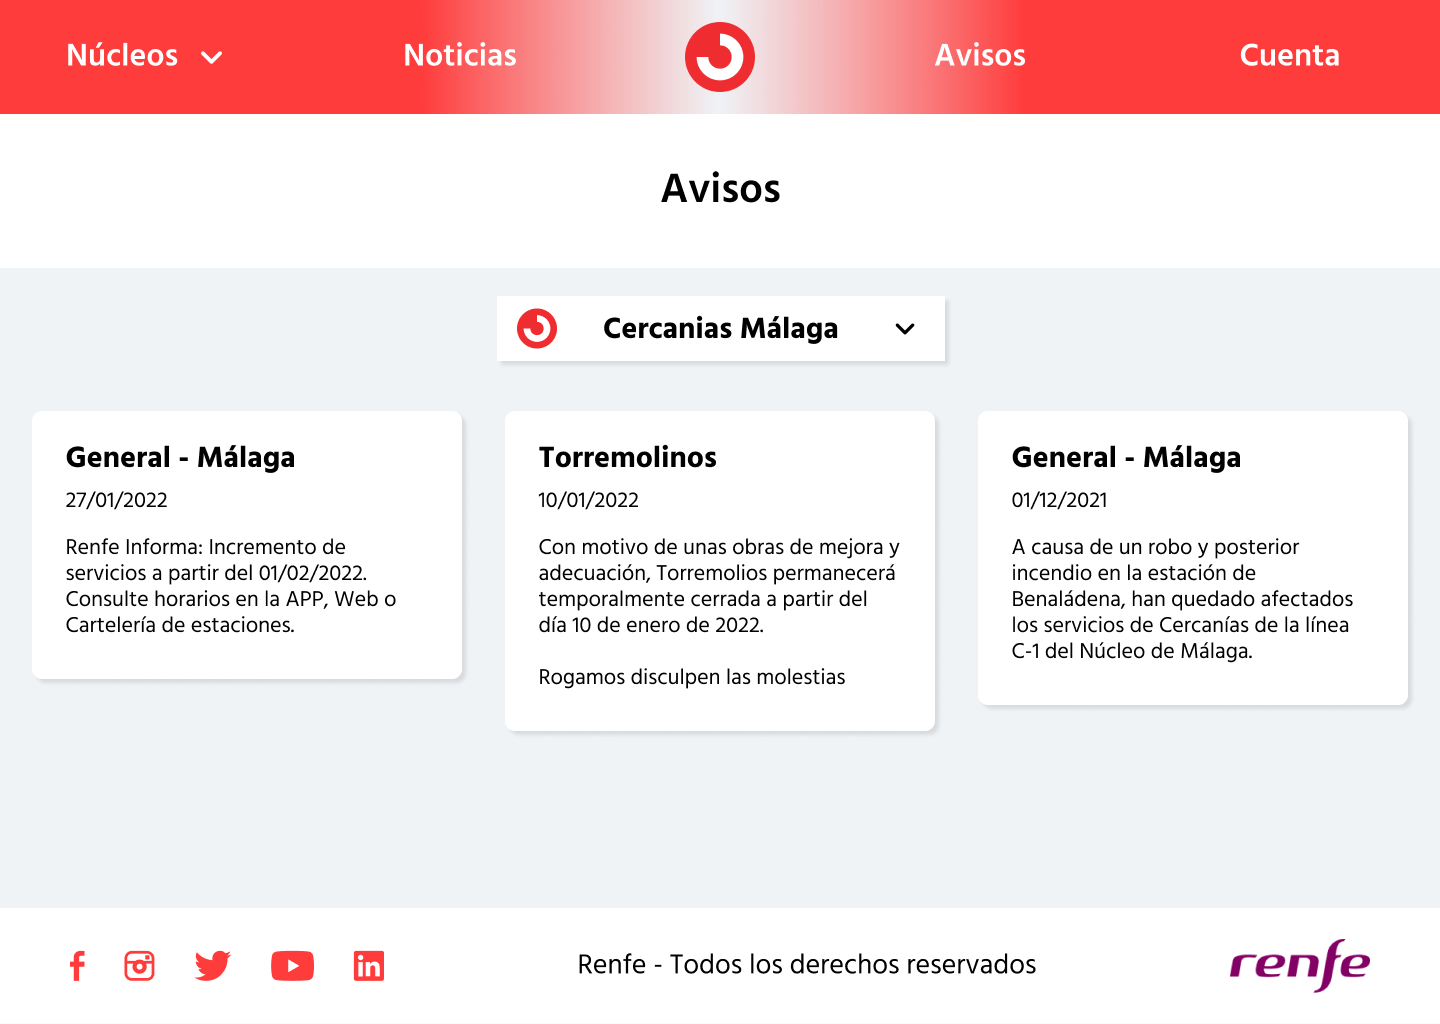 Núcleos
Noticias
Avisos
Cuenta
Avisos
Cercanias Málaga
General - Málaga
27/01/2022
Renfe Informa: Incremento de
servicios a partir del 01/02/2022.
Consulte horarios en la APP, Web o
Cartelería de estaciones.
Torremolinos
10/01/2022
Con motivo de unas obras de mejora y
adecuación, Torremolios permanecerá
temporalmente cerrada a partir del
día 10 de enero de 2022.
Rogamos disculpen las molestias
General - Málaga
01/12/2021
A causa de un robo y posterior
incendio en la estación de
Benaládena, han quedado afectados
los servicios de Cercanías de la línea
C-1 del Núcleo de Málaga.
Renfe - Todos los derechos reservados
renfe